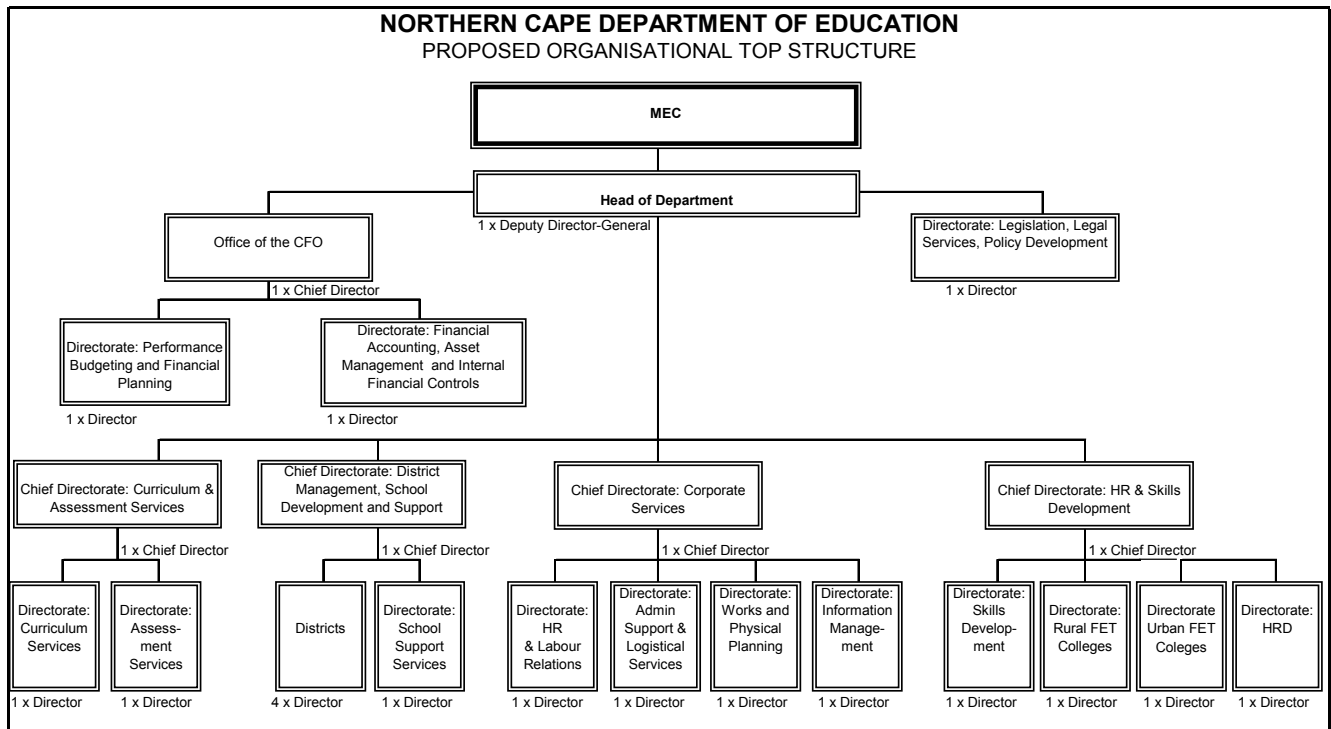 NORTHERN CAPE DEPARTMENT OF EDUCATION
PROPOSED ORGANISATIONAL TOP STRUCTURE
MEC
Head of Department
1 x Deputy Director-General
Office of the CFO
1 x Chief Director
Directorate: Legislation, Legal
Services, Policy Development
1 x Director
Directorate: Performance
Budgeting and Financial
Planning
1 x Director
Directorate: Financial
Accounting, Asset
Management and Internal
Financial Controls
1 x Director
Chief Directorate: Curriculum &
Assessment Services
1 x Chief Director
Chief Directorate: District
Management, School
Development and Support
1 x Chief Director
Chief Directorate: Corporate
Services
1 x Chief Director
Chief Directorate: HR & Skills
Development
1 x Chief Director
Directorate:
Curriculum
Services
1 x Director
Directorate:
Assess-
ment
Services
1 x Director
Districts
4 x Director
Directorate:
School
Support
Services
1 x Director
Directorate:
HR
& Labour
Relations
1 x Director
Directorate:
Admin
Support &
Logistical
Services
1 x Director
Directorate:
Works and
Physical
Planning
1 x Director
Directorate:
Information
Manage-
ment
1 x Director
Directorate:
Skills
Develop-
ment
1 x Director
Directorate:
Rural FET
Colleges
1 x Director
Directorate
Urban FET
Coleges
1 x Director
Directorate:
HRD
1 x Director